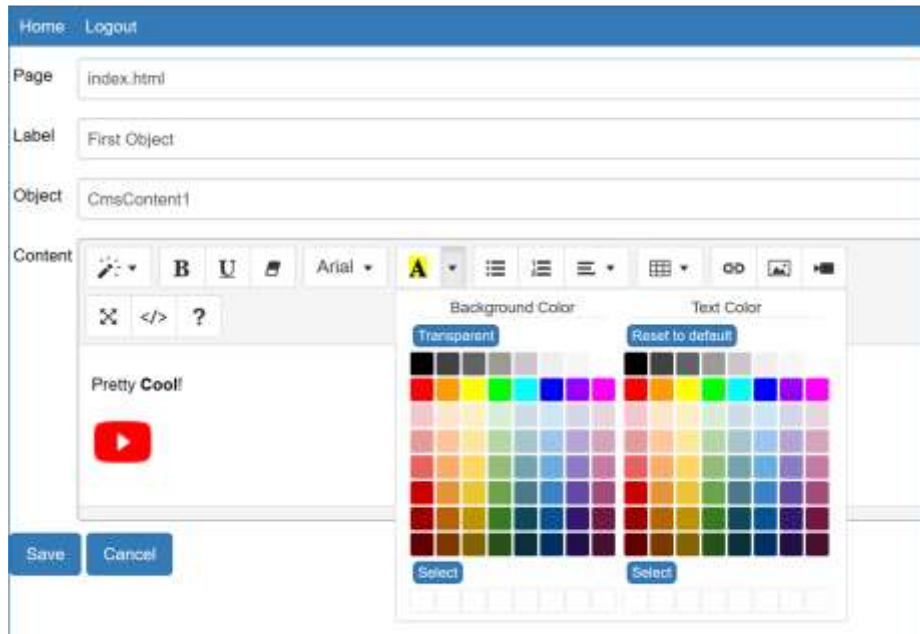 Home Logout
Page index.html
Label First Object
Object CmsContent1
Content
B U Arial A
</> ?
Background Color Text Color
Transparent Reset to default
Pretty Cool!
Select Select
Save Cancel